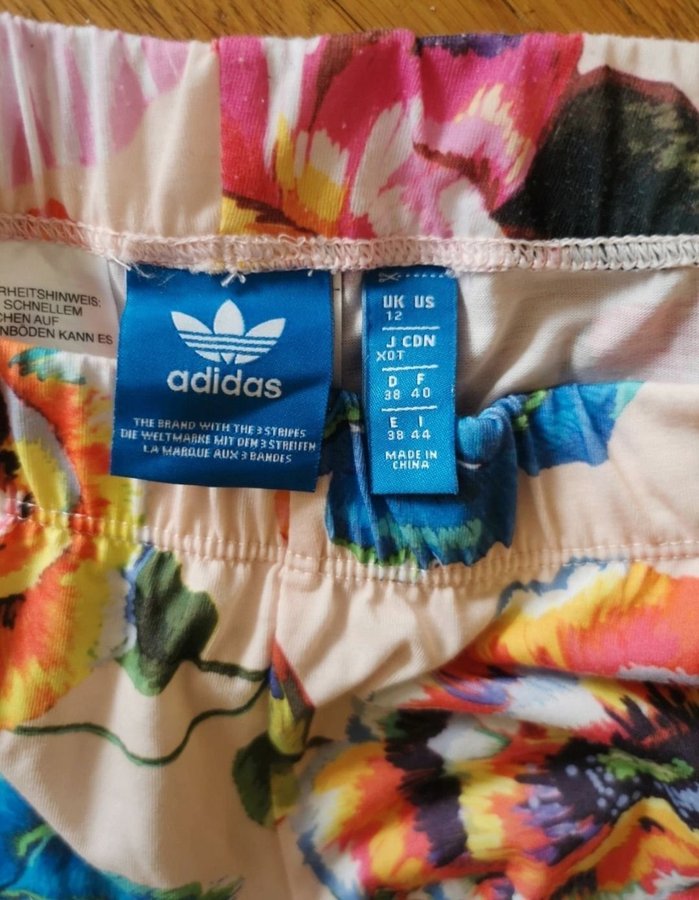 ERHEITSHINWEIS:
SCHNELLEM
CHEN AUF
NBÖDEN KANN ES
adidas
THE BRAND WITH THE 3 STRIPES
DIE WELTMARKE MIT DEN 3 STREIFEN
LA MARQUE AUX 3 BANDES
UK US
12
J CDN
XOT
D F
38 40
E I
38 44
MADE IN
CHINA